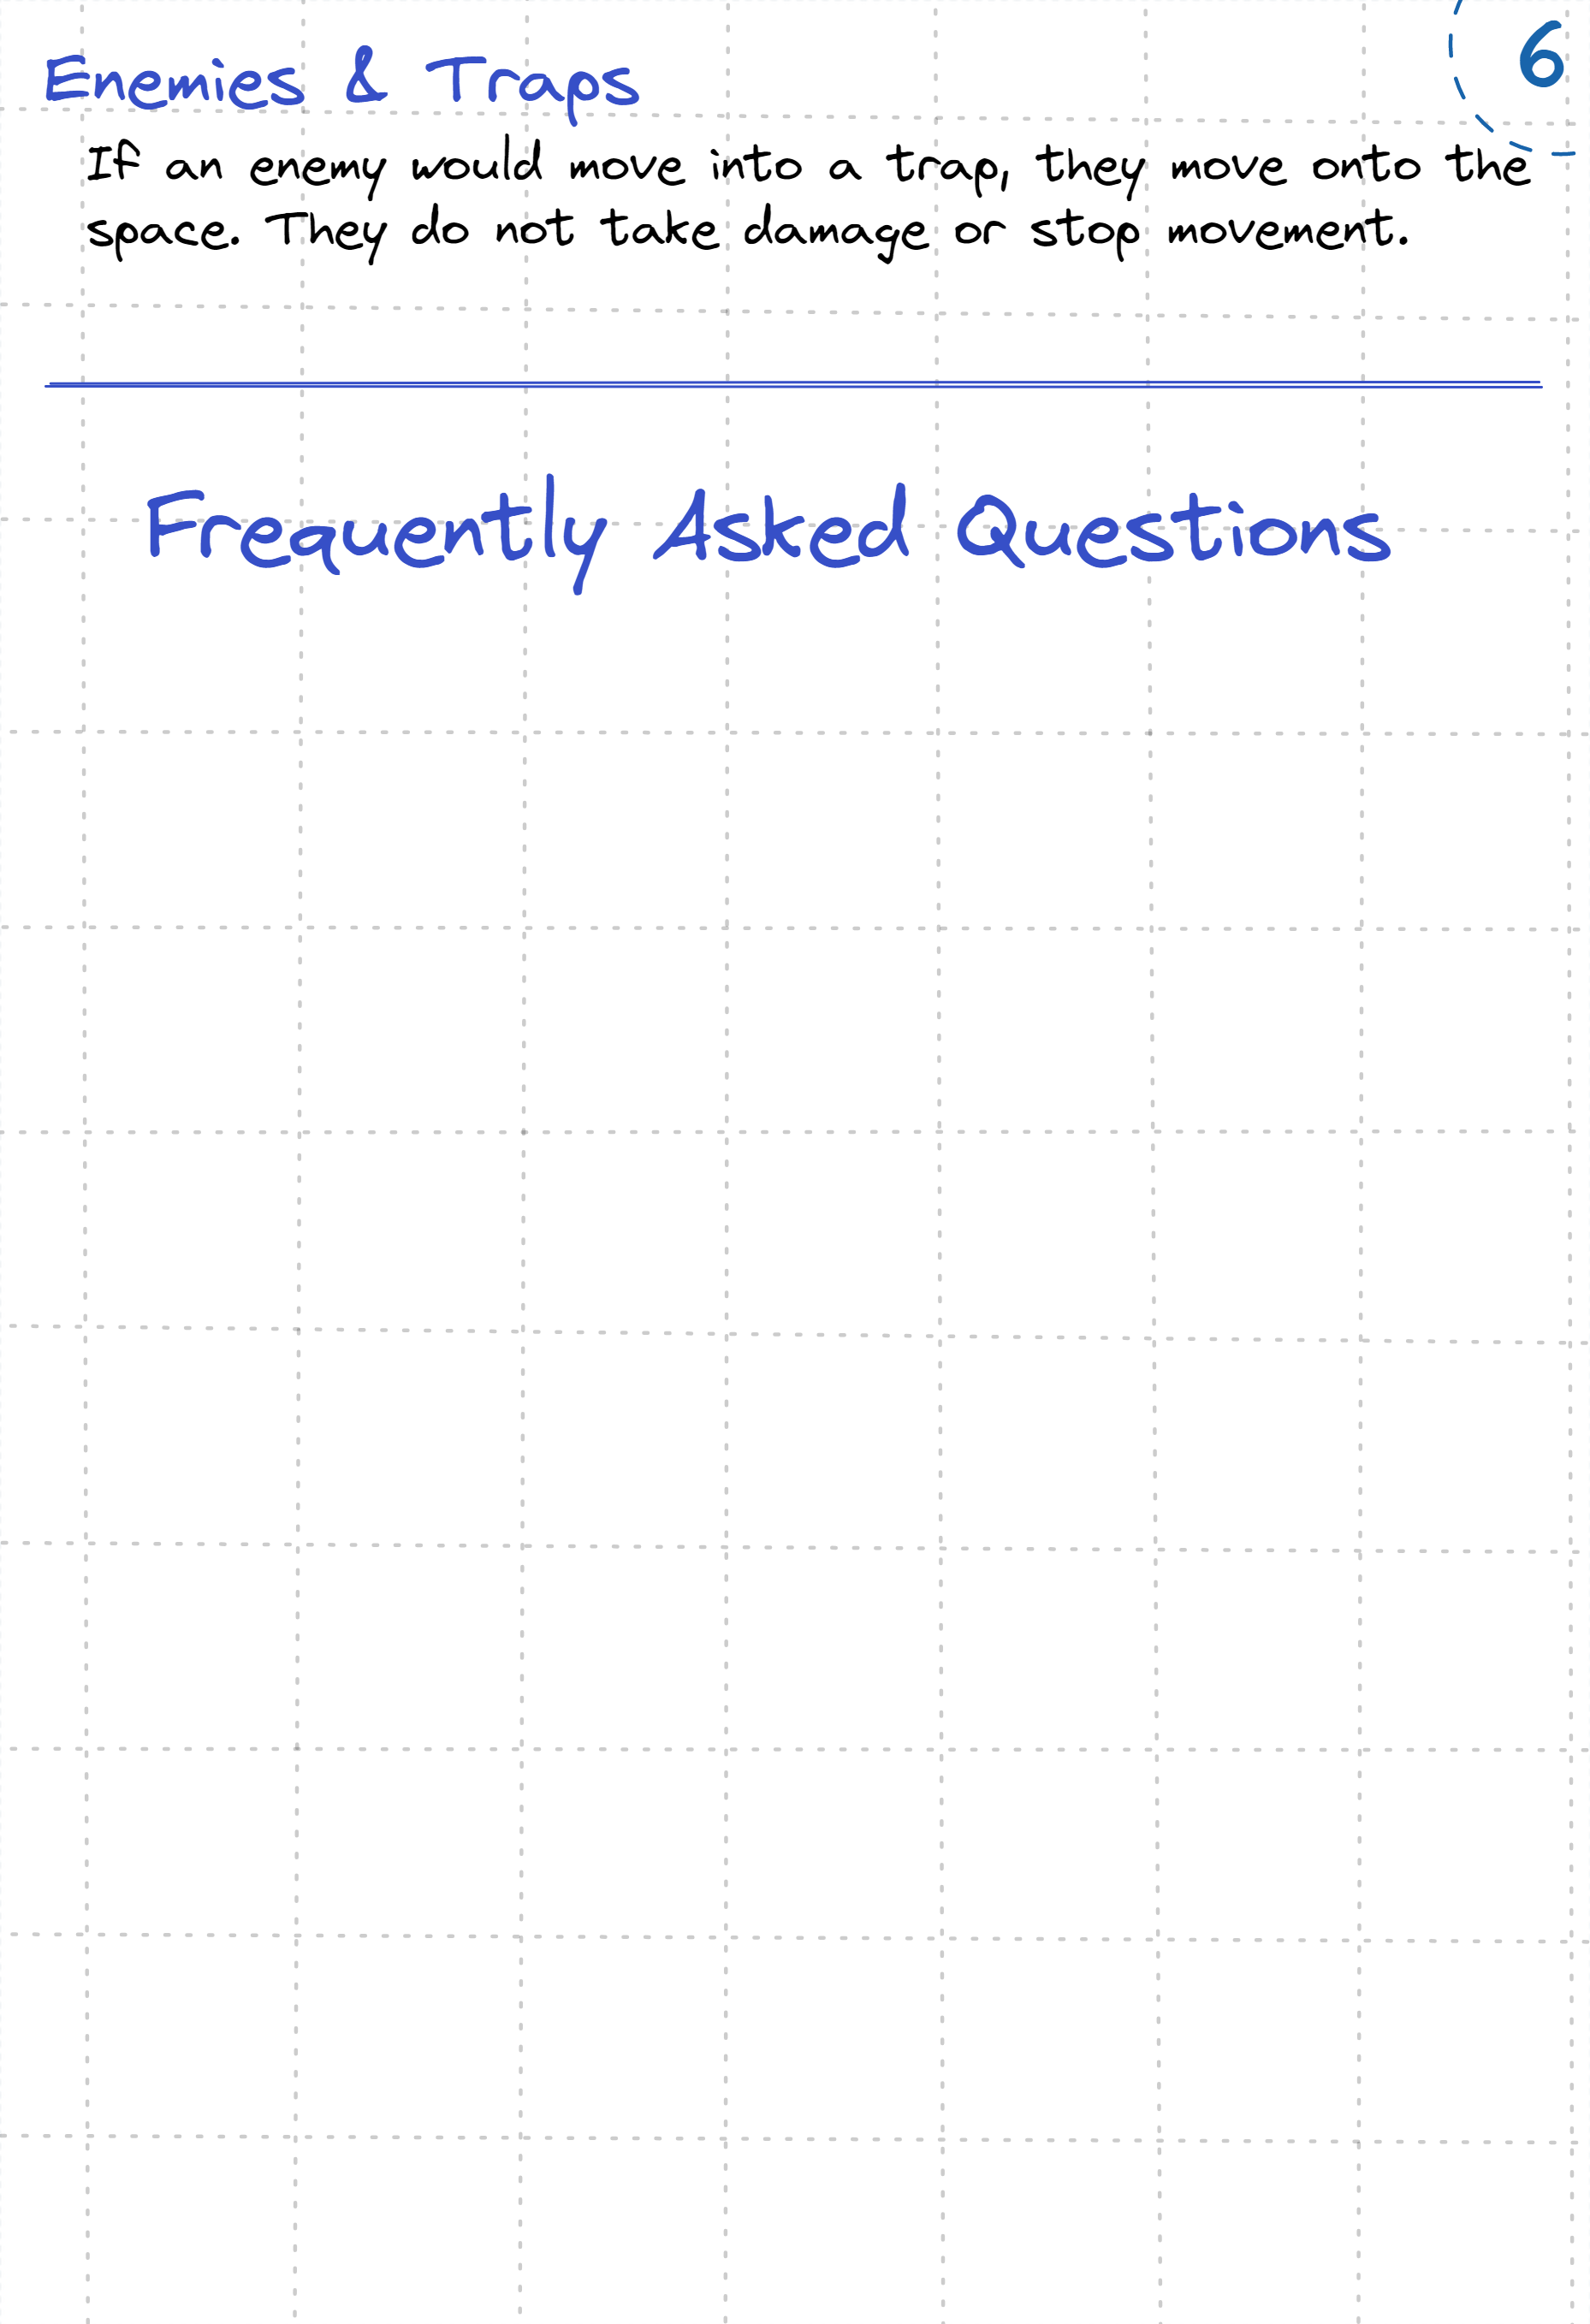 Enemies & Traps
6
If an enemy would move into a trap, they move onto the
space. They do not take damage or stop movement.
Frequently Asked Questions